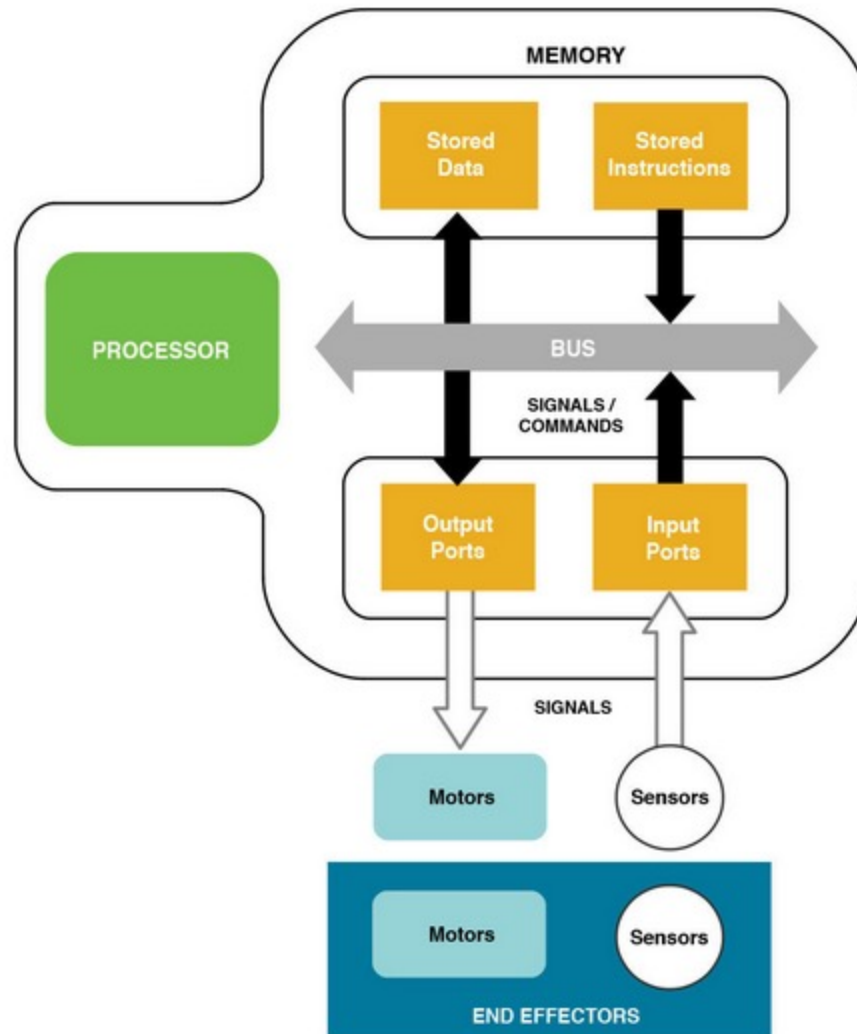 MEMORY
Stored
Data
Stored
Instructions
PROCESSOR
BUS
SIGNALS /
COMMANDS
Output
Ports
Input
Ports
SIGNALS
Motors
Sensors
Motors
Sensors
END EFFECTORS